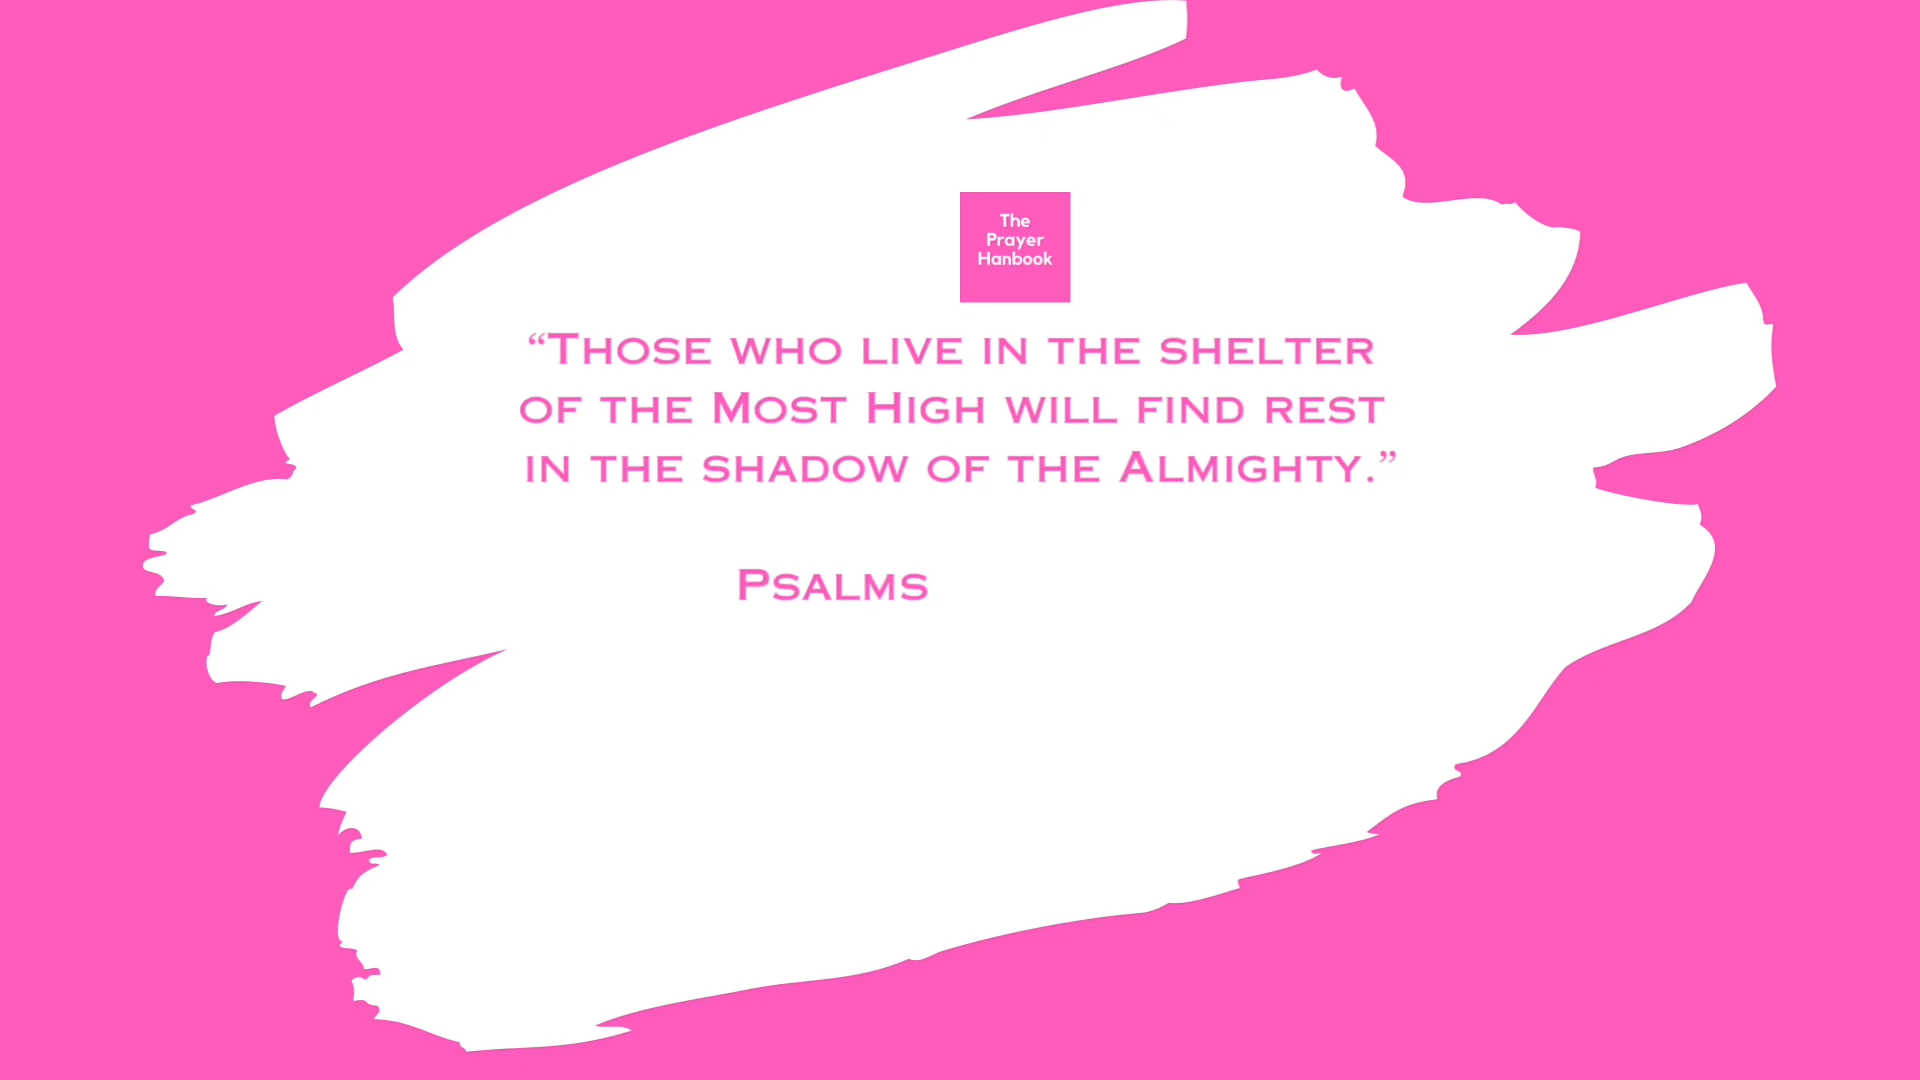 The
Prayer
Hanbook
“Those who live in the shelter
of the Most High will find rest
in the shadow of the Almighty.”
Psalms